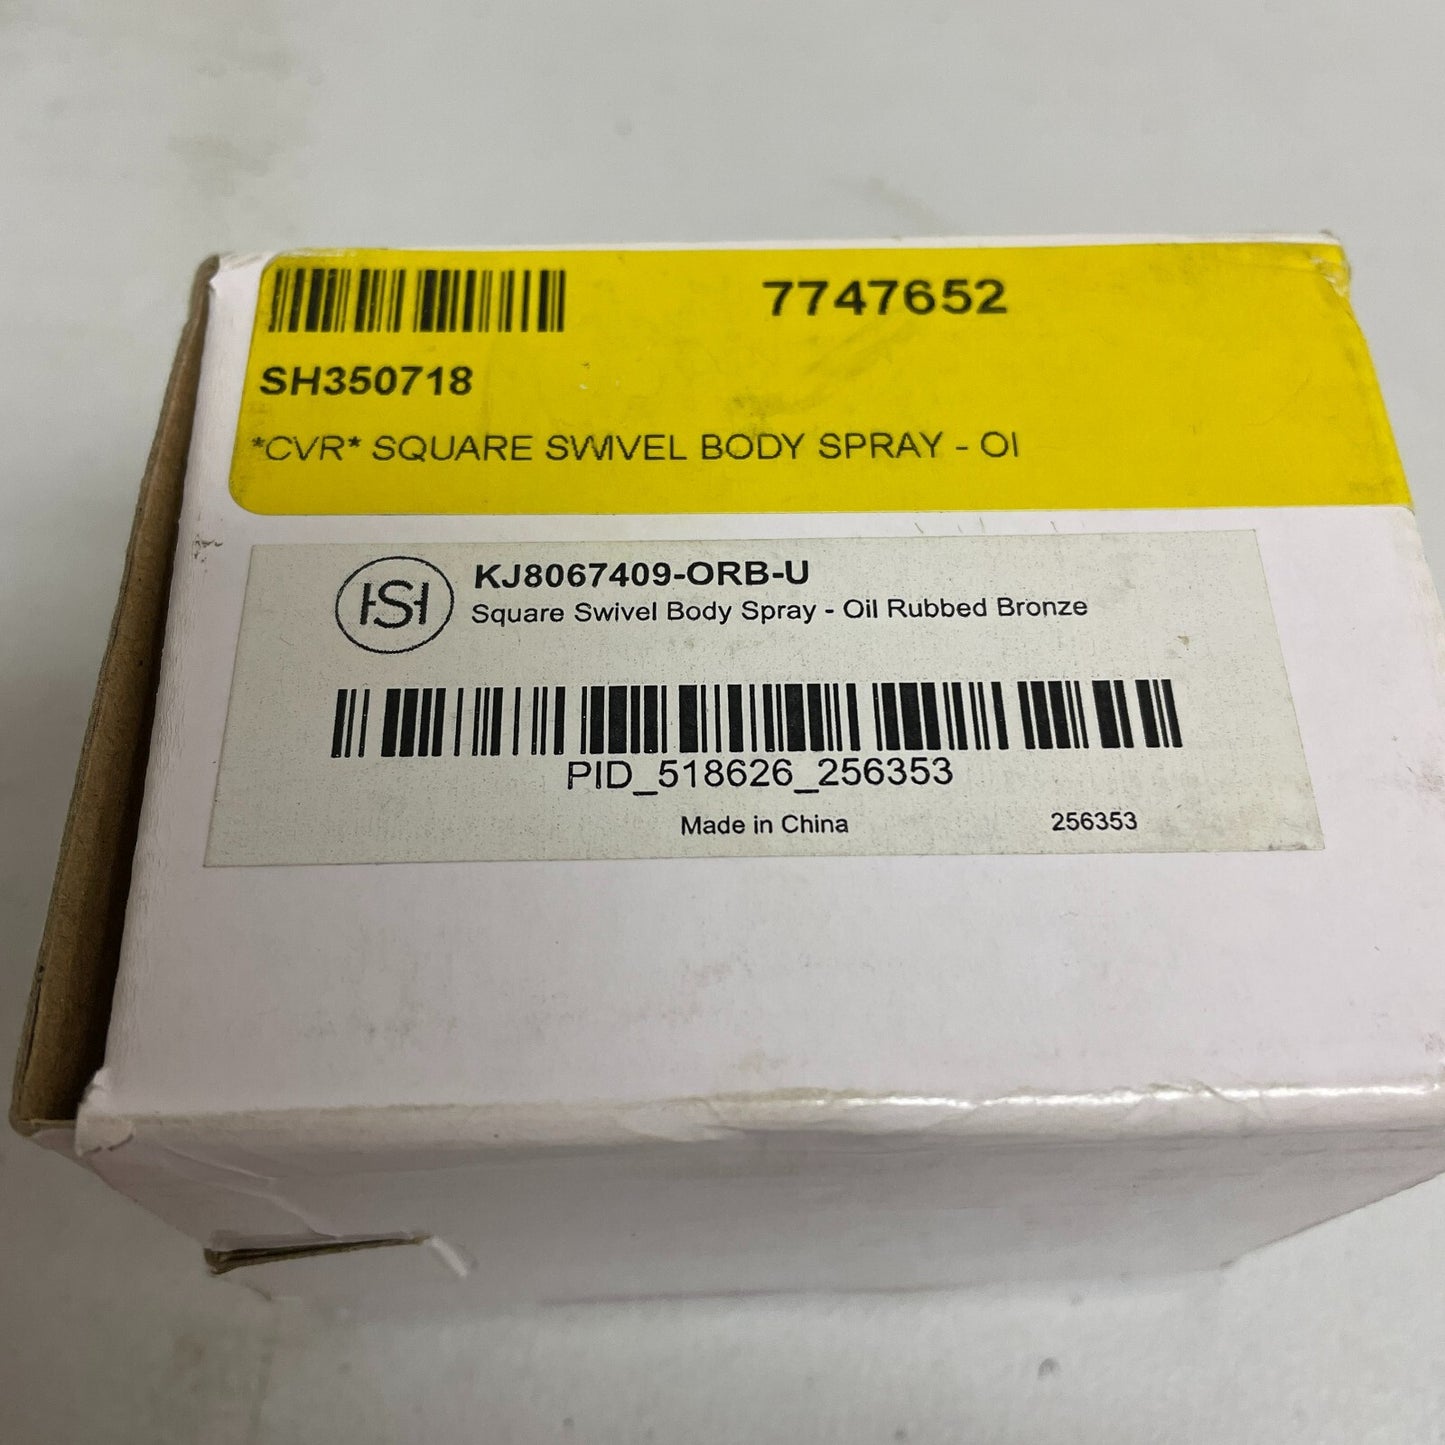 7747652
SH350718
*CVR* SQUARE SWIVEL BODY SPRAY - OI
HSH KJ8067409-ORB-U
Square Swivel Body Spray - Oil Rubbed Bronze
PID_518626_256353
Made in China 256353